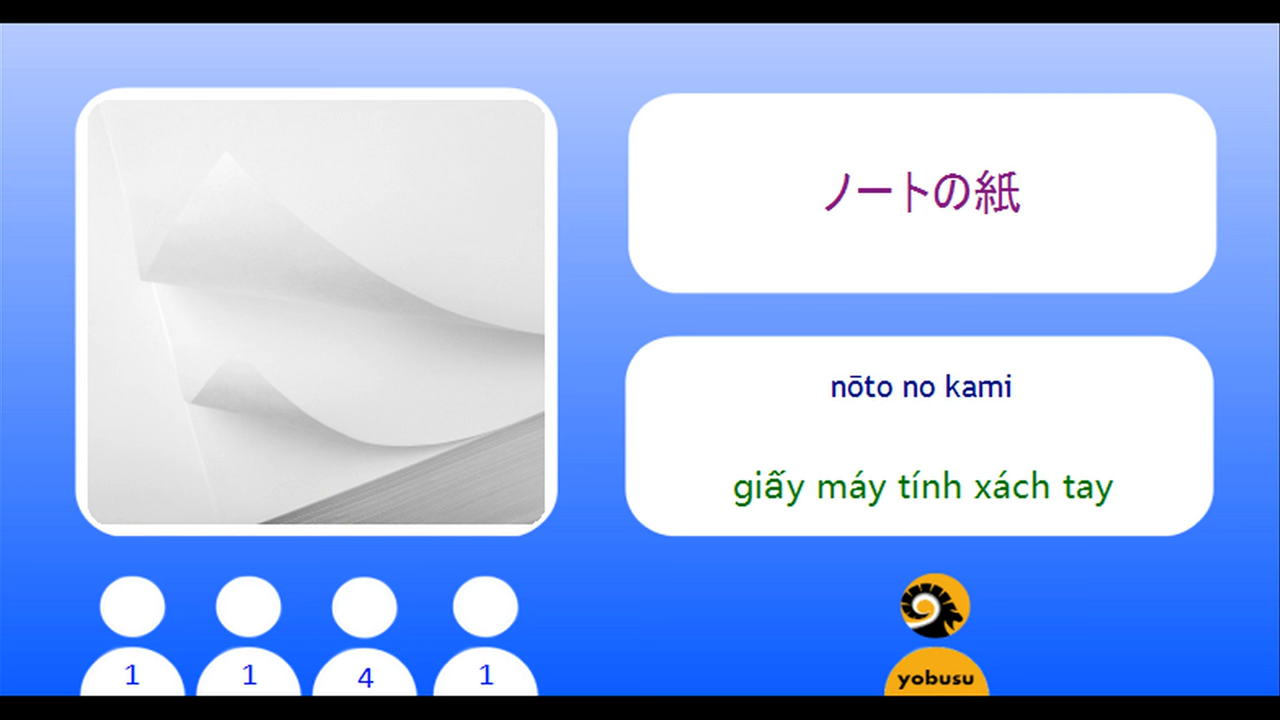 ノートの紙
nōto no kami
giấy máy tính xách tay
1 1 4 1
yobusu